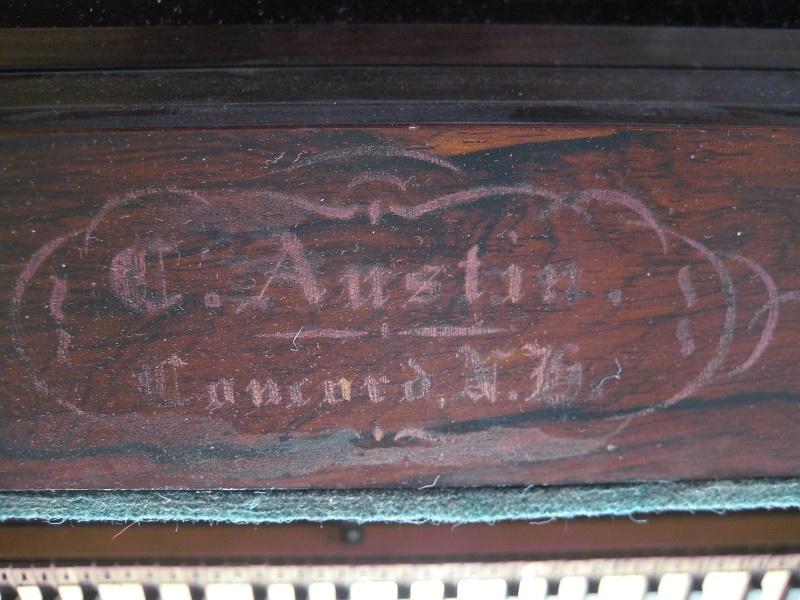 C. Austin.
Concord, N.H.